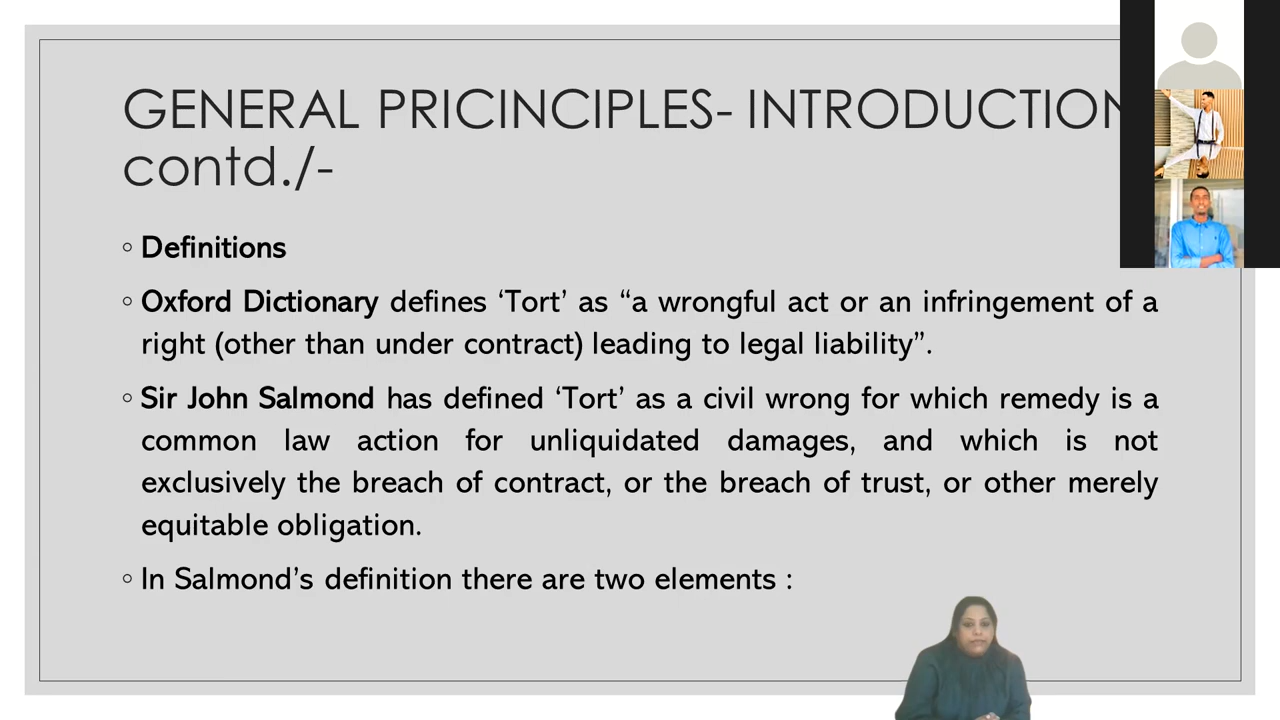 GENERAL PRICINCIPLES- INTRODUCTION
contd./-
Definitions
Oxford Dictionary defines ‘Tort’ as “a wrongful act or an infringement of a
right (other than under contract) leading to legal liability”.
Sir John Salmond has defined ‘Tort’ as a civil wrong for which remedy is a
common law action for unliquidated damages, and which is not
exclusively the breach of contract, or the breach of trust, or other merely
equitable obligation.
In Salmond’s definition there are two elements :